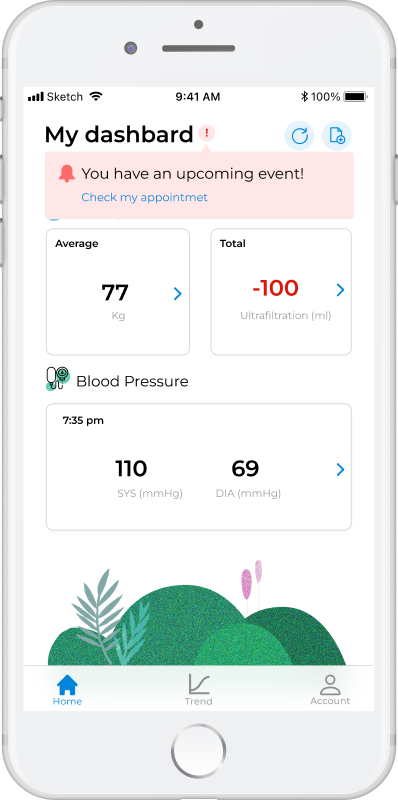 Sketch 9:41 AM 100%
My dashbard !
You have an upcoming event!
Check my appointmet
Average Total
77 -100
Kg Ultrafiltration (ml)
Blood Pressure
7:35 pm
110 69
SYS (mmHg) DIA (mmHg)
Home Trend Account